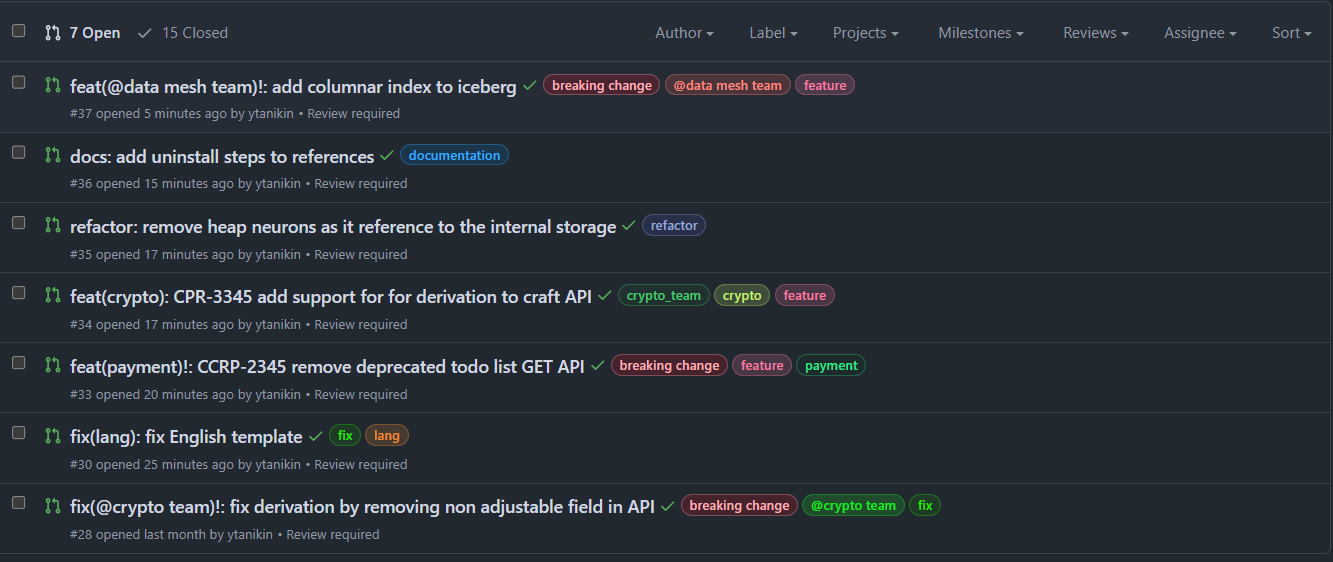 7 Open 15 Closed Author Label Projects Milestones Reviews Assignee Sort
feat(@data mesh team)!: add columnar index to iceberg breaking change @data mesh team feature
#37 opened 5 minutes ago by ytanikin • Review required
docs: add uninstall steps to references documentation
#36 opened 15 minutes ago by ytanikin • Review required
refactor: remove heap neurons as it reference to the internal storage refactor
#35 opened 17 minutes ago by ytanikin • Review required
feat(crypto): CPR-3345 add support for for derivation to craft API crypto_team crypto feature
#34 opened 17 minutes ago by ytanikin • Review required
feat(payment)!: CCRP-2345 remove deprecated todo list GET API breaking change feature payment
#33 opened 20 minutes ago by ytanikin • Review required
fix(lang): fix English template fix lang
#30 opened 25 minutes ago by ytanikin • Review required
fix(@crypto team)!: fix derivation by removing non adjustable field in API breaking change @crypto team fix
#28 opened last month by ytanikin • Review required